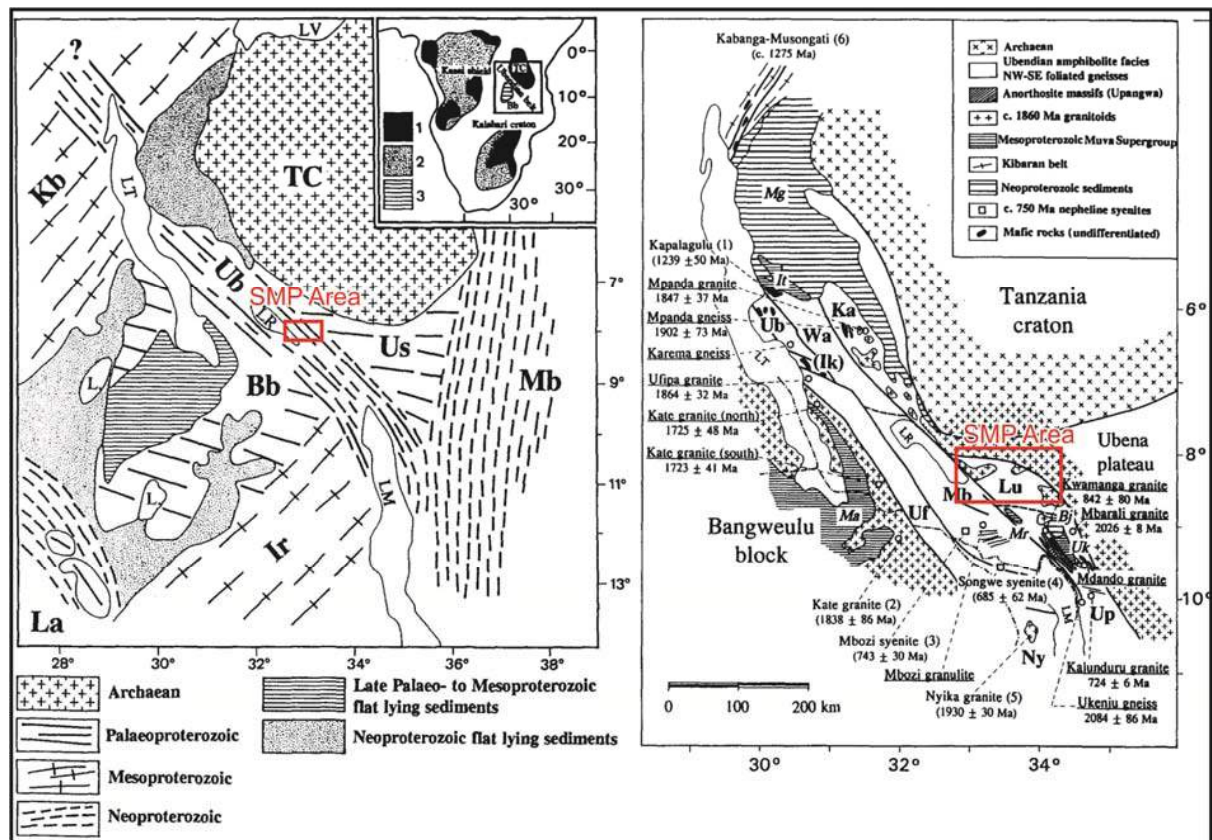 LV
?
Kasai shield
TC
Ubendian belt
Bb
Kalahari craton
0°
10°
20°
30°
30°
1
2
3
TC
Kb
LT
Ub
SMP Area
LR
Us
Bb
Mb
L
L
LM
Ir
La
7°
9°
11°
13°
28°
30°
32°
34°
36°
38°
Archaean
Palaeoproterozoic
Mesoproterozoic
Neoproterozoic
Late Palaeo- to Mesoproterozoic
flat lying sediments
Neoproterozoic flat lying sediments
Kabanga-Musongati (6)
(c. 1275 Ma)
Archaean
Ubendian amphibolite facies
NW-SE foliated gneisses
Anorthosite massifs (Upangwa)
c. 1860 Ma granitoids
Mesoproterozoic Muva Supergroup
Kibaran belt
Neoproterozoic sediments
c. 750 Ma nepheline syenites
Mafic rocks (undifferentiated)
Mg
Kapalagulu (1)
(1239 ±50 Ma)
Mpanda granite
1847 ± 37 Ma
Mpanda gneiss
1902 ± 73 Ma
Karema gneiss
Ufipa granite
1864 ± 32 Ma
Kate granite (north)
1725 ± 48 Ma
Kate granite (south)
1723 ± 41 Ma
It
Ka
Ub
Wa
(Ik)
LT
LR
Tanzania
craton
SMP Area
Ubena
plateau
Lu
Mb
Uf
Ma
Bangweulu
block
Kwamanga granite
842 ± 80 Ma
Mbarali granite
2026 ± 8 Ma
Bj
Mr
Uk
Mdando granite
Songwe syenite (4)
(685 ± 62 Ma)
Up
LM
Ny
Kate granite (2)
(1838 ± 86 Ma)
Mbozi syenite (3)
(743 ± 30 Ma)
Mbozi granulite
Nyika granite (5)
(1930 ± 30 Ma)
Kalunduru granite
724 ± 6 Ma
Ukenju gneiss
2084 ± 86 Ma
0 100 200 km
6°
8°
10°
30°
32°
34°